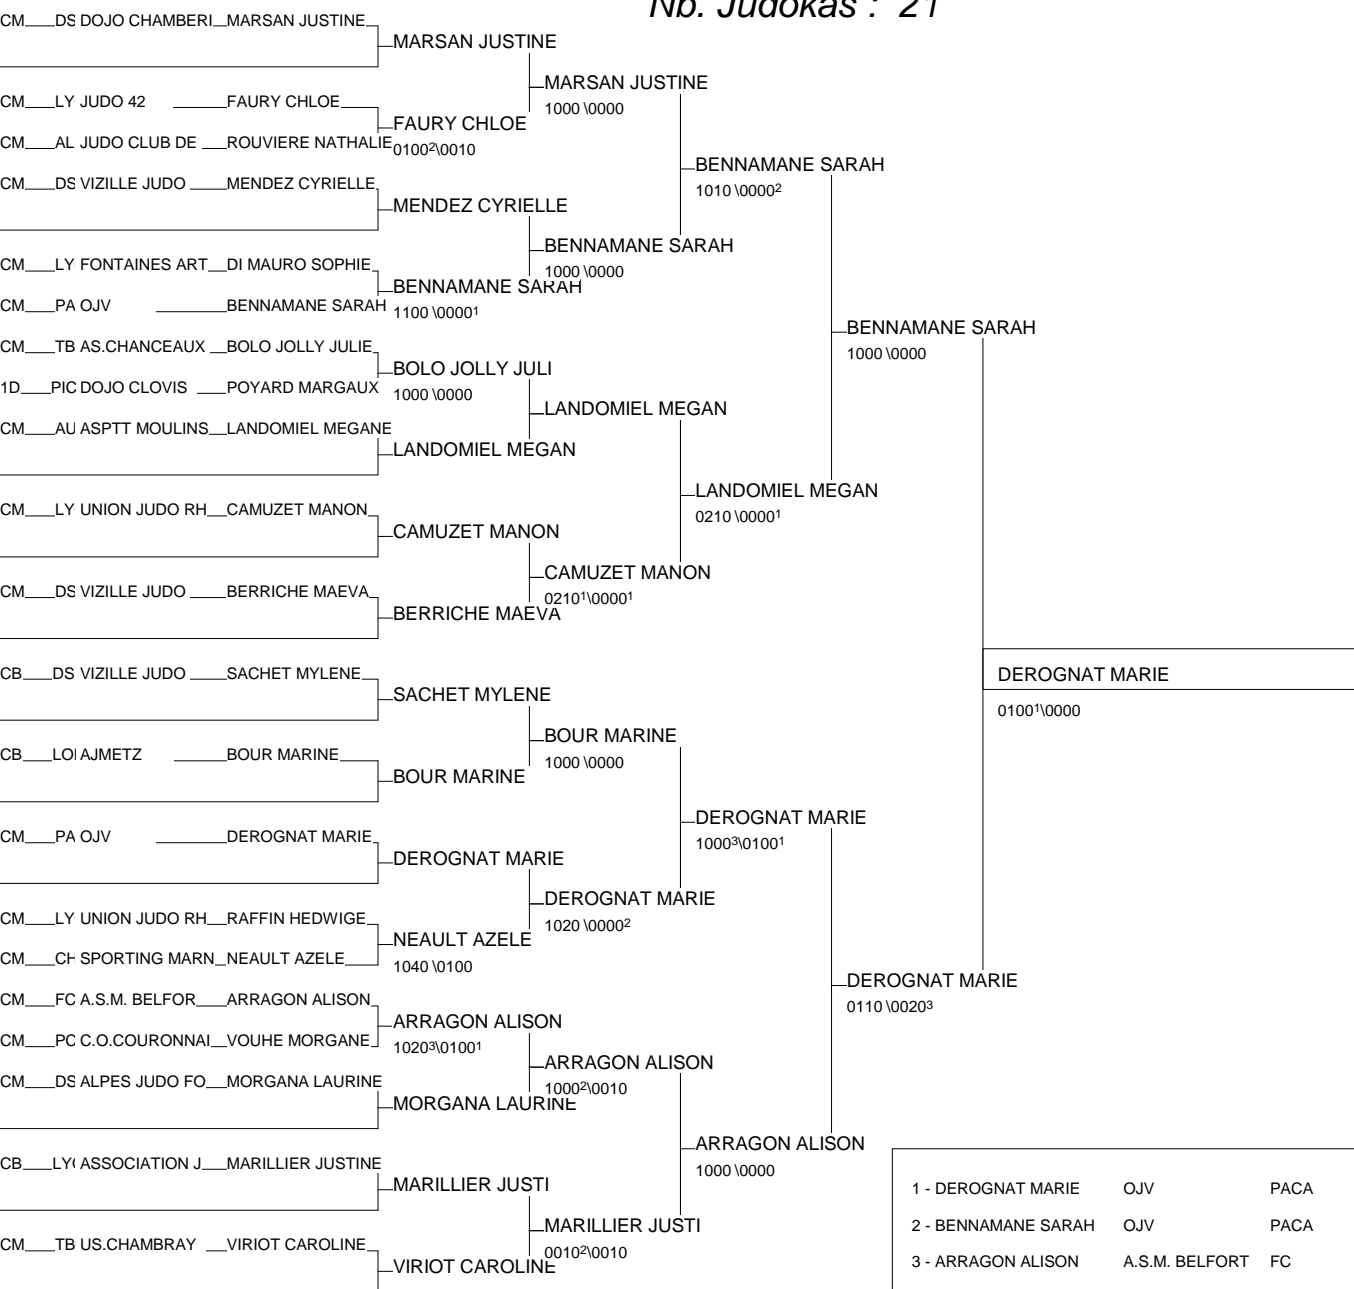 Nb. Judokas : 21
CM DS DOJO CHAMBERI MARSAN JUSTINE
MARSAN JUSTINE
MARSAN JUSTINE
1000 \0000
CM LY JUDO 42 FAURY CHLOE
FAURY CHLOE
0100²\0010
CM AL JUDO CLUB DE ROUVIERE NATHALIE
BENNAMANE SARAH
1010 \0000²
CM DS VIZILLE JUDO MENDEZ CYRIELLE
MENDEZ CYRIELLE
BENNAMANE SARAH
1000 \0000
CM LY FONTAINES ART DI MAURO SOPHIE
BENNAMANE SARAH
1100 \0000¹
CM PA OJV BENNAMANE SARAH
BENNAMANE SARAH
1000 \0000
CM TB AS.CHANCEAUX BOLO JOLLY JULIE
BOLO JOLLY JULI
1000 \0000
1D PIC DOJO CLOVIS POYARD MARGAUX
LANDOMIEL MEGAN
CM AU ASPTT MOULINS LANDOMIEL MEGANE
LANDOMIEL MEGAN
LANDOMIEL MEGAN
0210 \0000¹
CM LY UNION JUDO RH CAMUZET MANON
CAMUZET MANON
CAMUZET MANON
0210¹\0000¹
CM DS VIZILLE JUDO BERRICHE MAEVA
BERRICHE MAEVA
CB DS VIZILLE JUDO SACHET MYLENE
DEROGNAT MARIE
0100¹\0000
SACHET MYLENE
BOUR MARINE
1000 \0000
CB LOI AJMETZ BOUR MARINE
BOUR MARINE
DEROGNAT MARIE
1000³\0100¹
CM PA OJV DEROGNAT MARIE
DEROGNAT MARIE
DEROGNAT MARIE
1020 \0000²
CM LY UNION JUDO RH RAFFIN HEDWIGE
NEAULT AZELE
1040 \0100
CM CH SPORTING MARN NEAULT AZELE
DEROGNAT MARIE
0110 \0020³
CM FC A.S.M. BELFOR ARRAGON ALISON
ARRAGON ALISON
1020³\0100¹
CM PC C.O.COURONNAI VOUHE MORGANE
ARRAGON ALISON
1000²\0010
CM DS ALPES JUDO FO MORGANA LAURINE
MORGANA LAURINE
ARRAGON ALISON
1000 \0000
CB LY( ASSOCIATION J MARILLIER JUSTINE
MARILLIER JUSTI
MARILLIER JUSTI
0010²\0010
CM TB US.CHAMBRAY VIRIOT CAROLINE
VIRIOT CAROLINE
1 - DEROGNAT MARIE OJV PACA
2 - BENNAMANE SARAH OJV PACA
3 - ARRAGON ALISON A.S.M. BELFORT FC